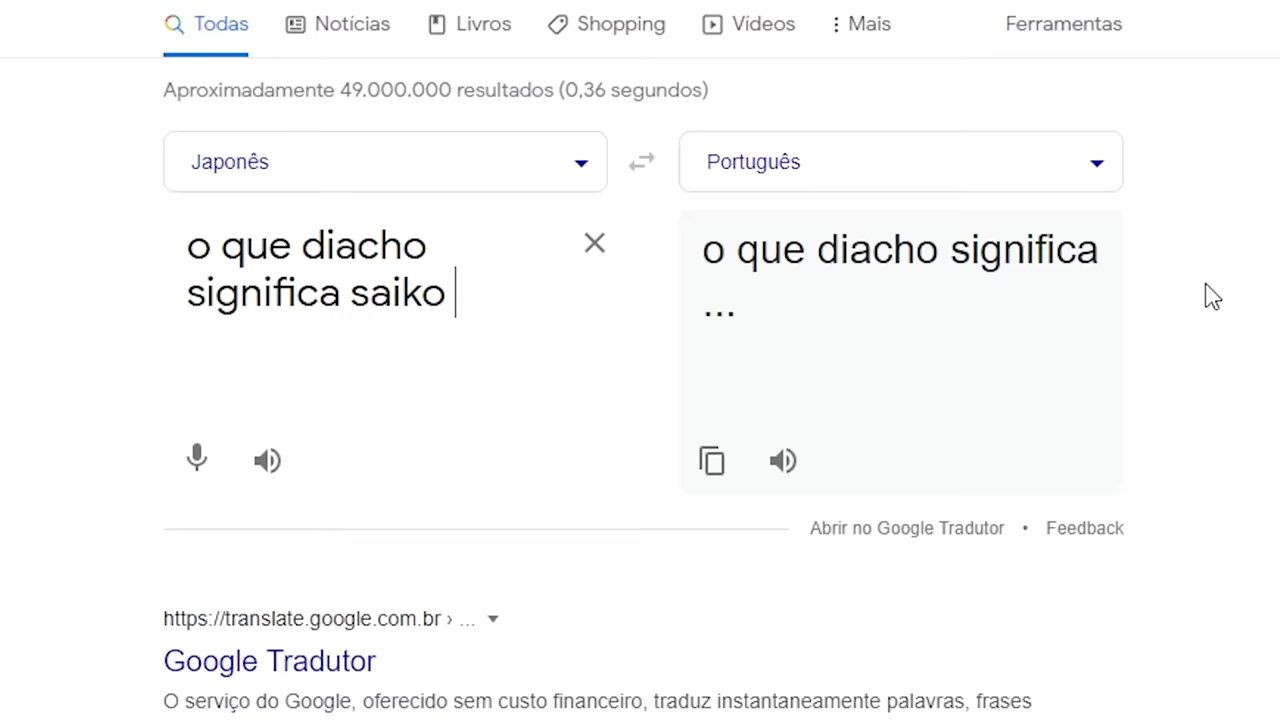 Todas Notícias Livros Shopping Vídeos Mais Ferramentas
Aproximadamente 49.000.000 resultados (0,36 segundos)
Japonês
Português
o que diacho
significa saiko
o que diacho significa
...
Abrir no Google Tradutor • Feedback
https://translate.google.com.br › ...
Google Tradutor
O serviço do Google, oferecido sem custo financeiro, traduz instantaneamente palavras, frases